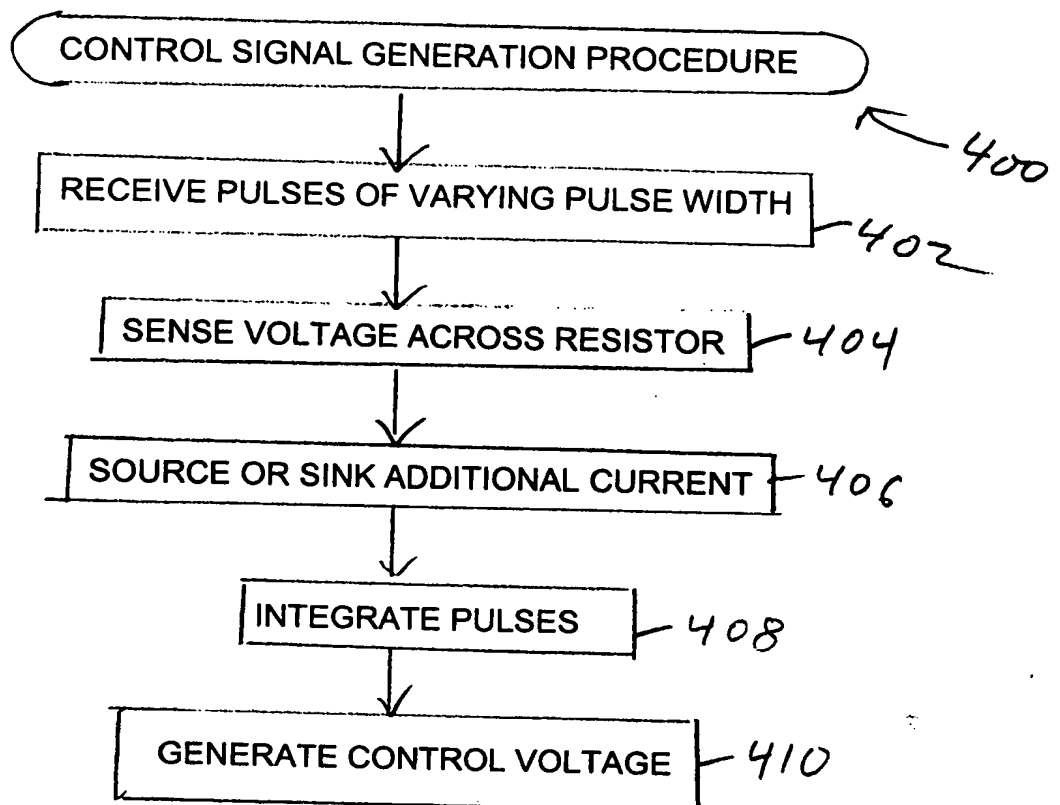 CONTROL SIGNAL GENERATION PROCEDURE
400
RECEIVE PULSES OF VARYING PULSE WIDTH
402
SENSE VOLTAGE ACROSS RESISTOR
404
SOURCE OR SINK ADDITIONAL CURRENT
406
INTEGRATE PULSES
408
GENERATE CONTROL VOLTAGE
410